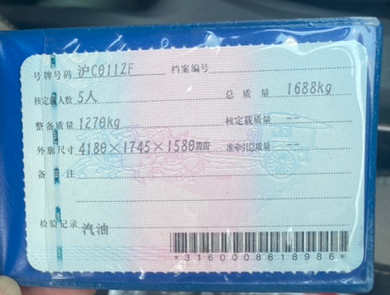 号牌号码 沪C011ZF 档案编号
核定载人数 5人 总质量 1688kg
整备质量 1270kg 核定载质量 --
外廓尺寸 4180×1745×1580mm 准牵引总质量 --
备注
检验记录 汽油
*3160008618986*